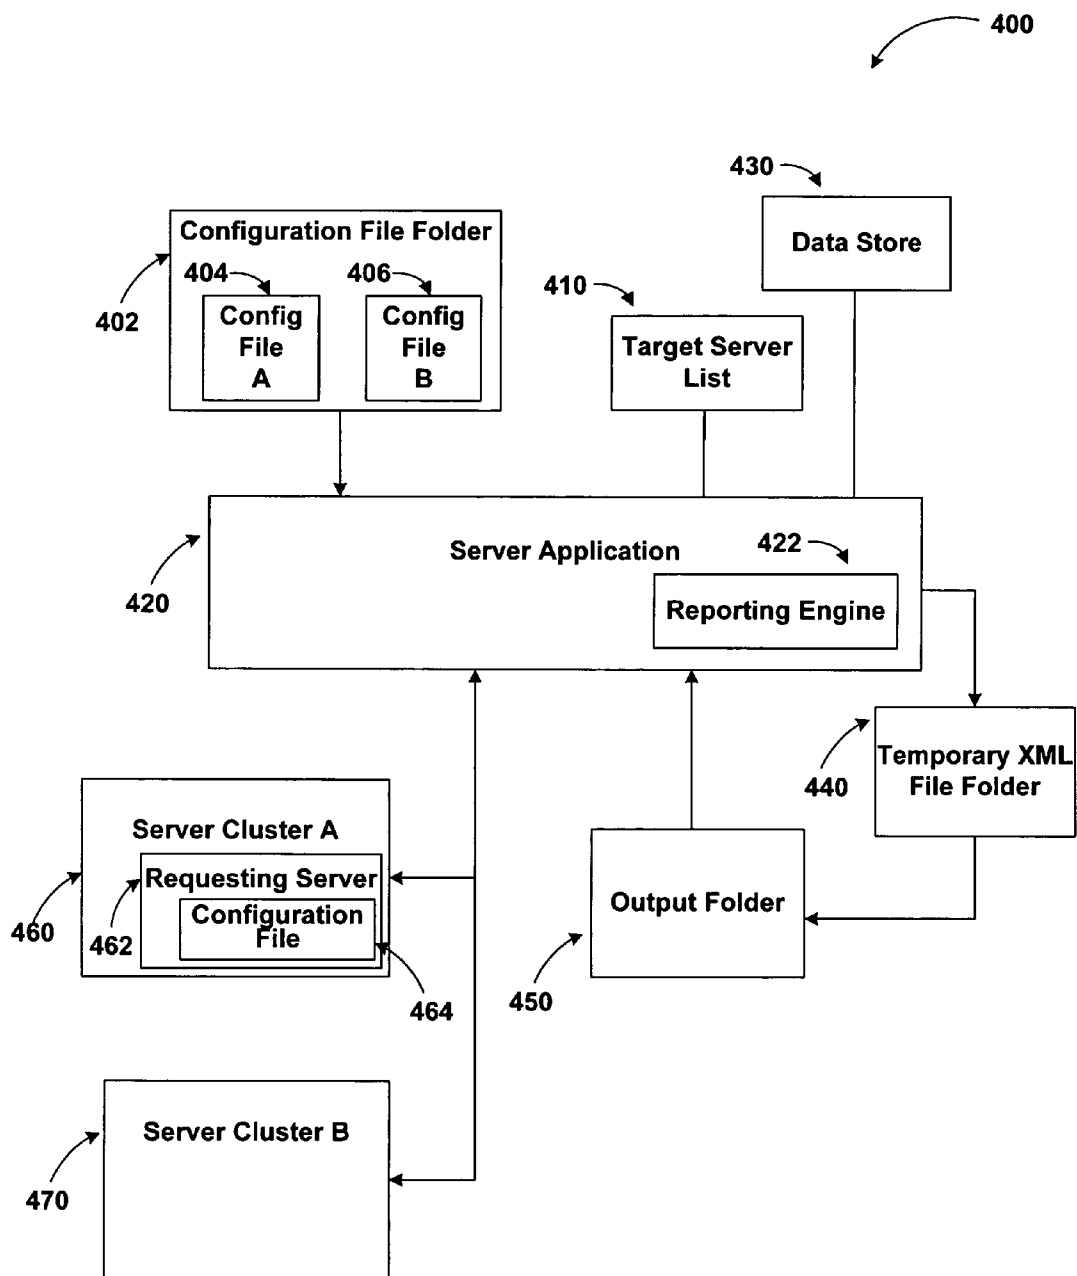 400
430
Data Store
Configuration File Folder
404
406
410
402
Config
File
A
Config
File
B
Target Server
List
420
Server Application
422
Reporting Engine
440
Temporary XML
File Folder
Server Cluster A
460
462
Requesting Server
Configuration
File
464
Output Folder
450
Server Cluster B
470